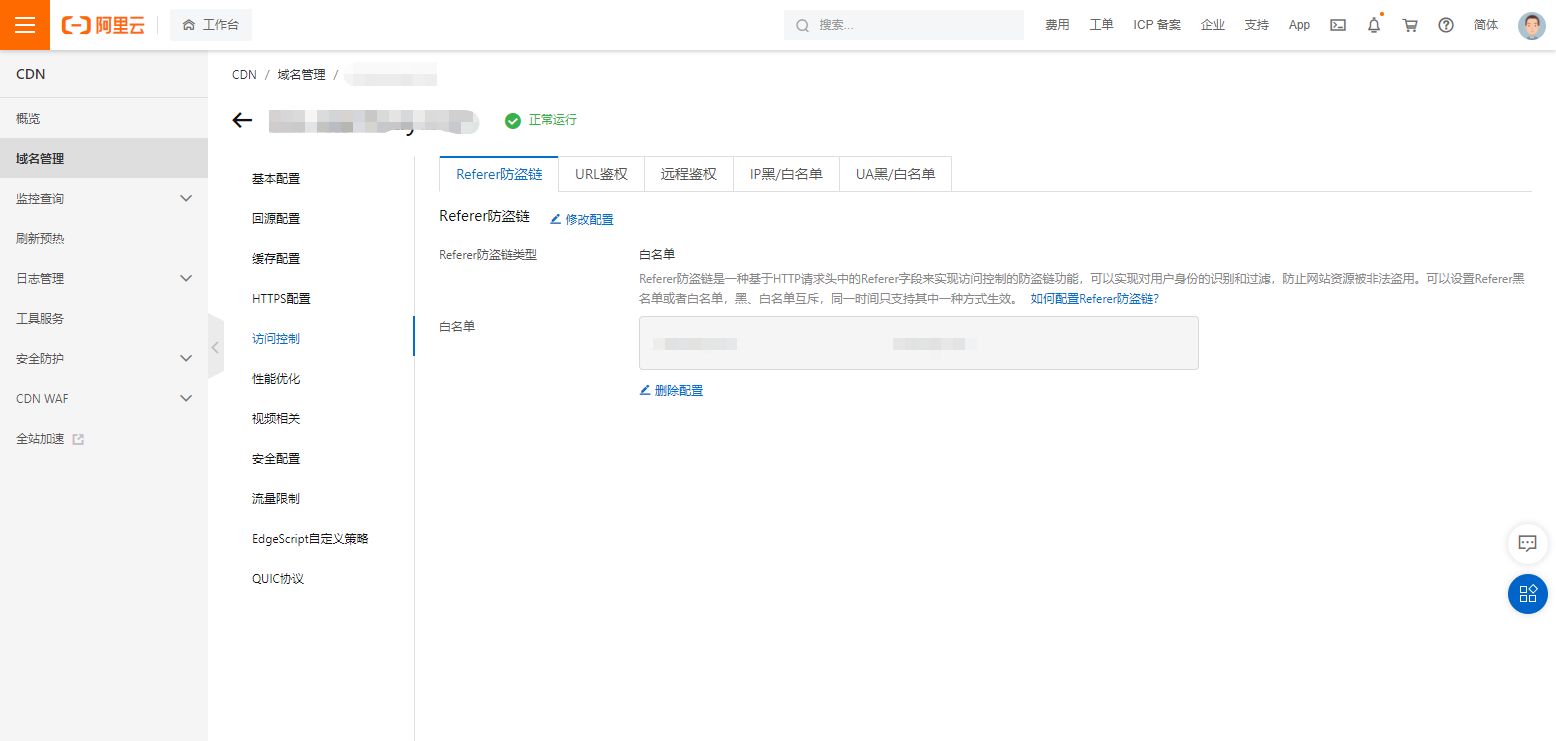 阿里云
工作台
搜索...
费用
工单
ICP 备案
企业
支持
App
简体
CDN
概览
域名管理
监控查询
刷新预热
日志管理
工具服务
安全防护
CDN WAF
全站加速
CDN / 域名管理 /
正常运行
基本配置
回源配置
缓存配置
HTTPS配置
访问控制
性能优化
视频相关
安全配置
流量限制
EdgeScript自定义策略
QUIC协议
Referer防盗链
URL鉴权
远程鉴权
IP黑/白名单
UA黑/白名单
Referer防盗链
修改配置
Referer防盗链类型
白名单
Referer防盗链是一种基于HTTP请求头中的Referer字段来实现访问控制的防盗链功能，可以实现对用户身份的识别和过滤，防止网站资源被非法盗用。可以设置Referer黑
名单或者白名单，黑、白名单互斥，同一时间只支持其中一种方式生效。 如何配置Referer防盗链?
白名单
删除配置